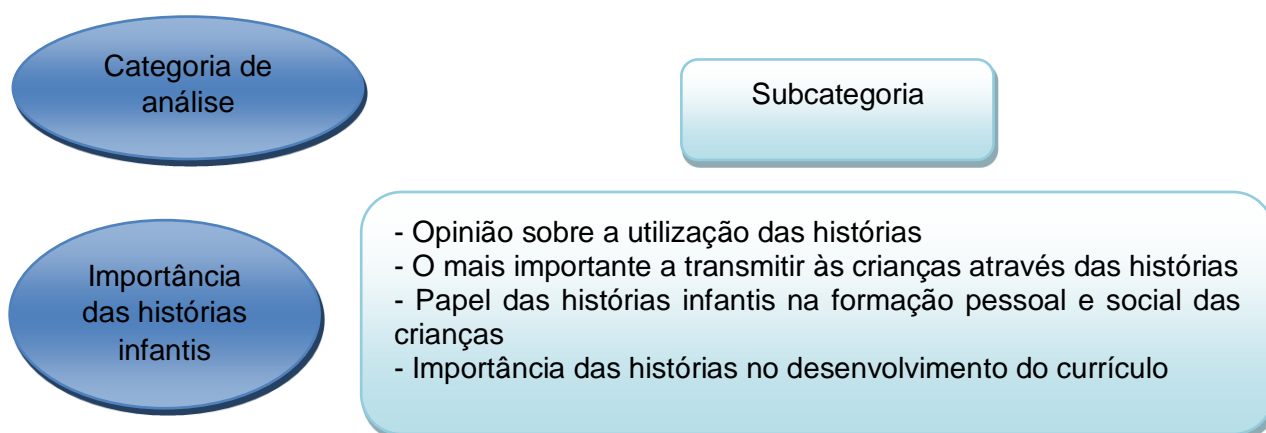 Categoria de
análise
Subcategoria
Importância
das histórias
infantis
- Opinião sobre a utilização das histórias
- O mais importante a transmitir às crianças através das histórias
- Papel das histórias infantis na formação pessoal e social das
crianças
- Importância das histórias no desenvolvimento do currículo